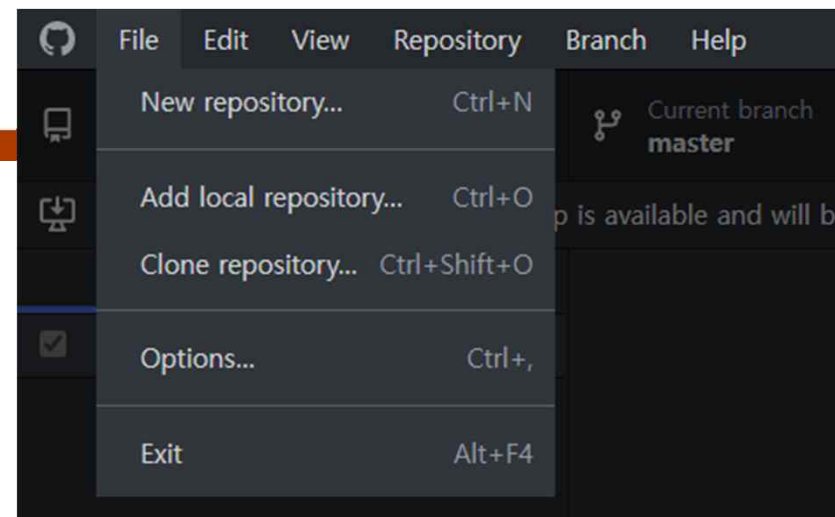 File Edit View Repository Branch Help
New repository... Ctrl+N
Current branch
master
Add local repository... Ctrl+O
p is available and will b
Clone repository... Ctrl+Shift+O
Options... Ctrl+,
Exit Alt+F4